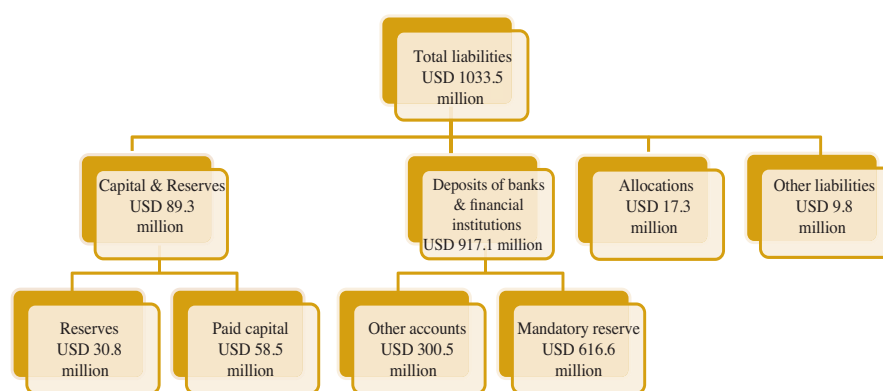 Total liabilities
USD 1033.5
million
Capital & Reserves
USD 89.3
million
Deposits of banks
& financial
institutions
USD 917.1 million
Allocations
USD 17.3
million
Other liabilities
USD 9.8
million
Reserves
USD 30.8
million
Paid capital
USD 58.5
million
Other accounts
USD 300.5
million
Mandatory reserve
USD 616.6
million